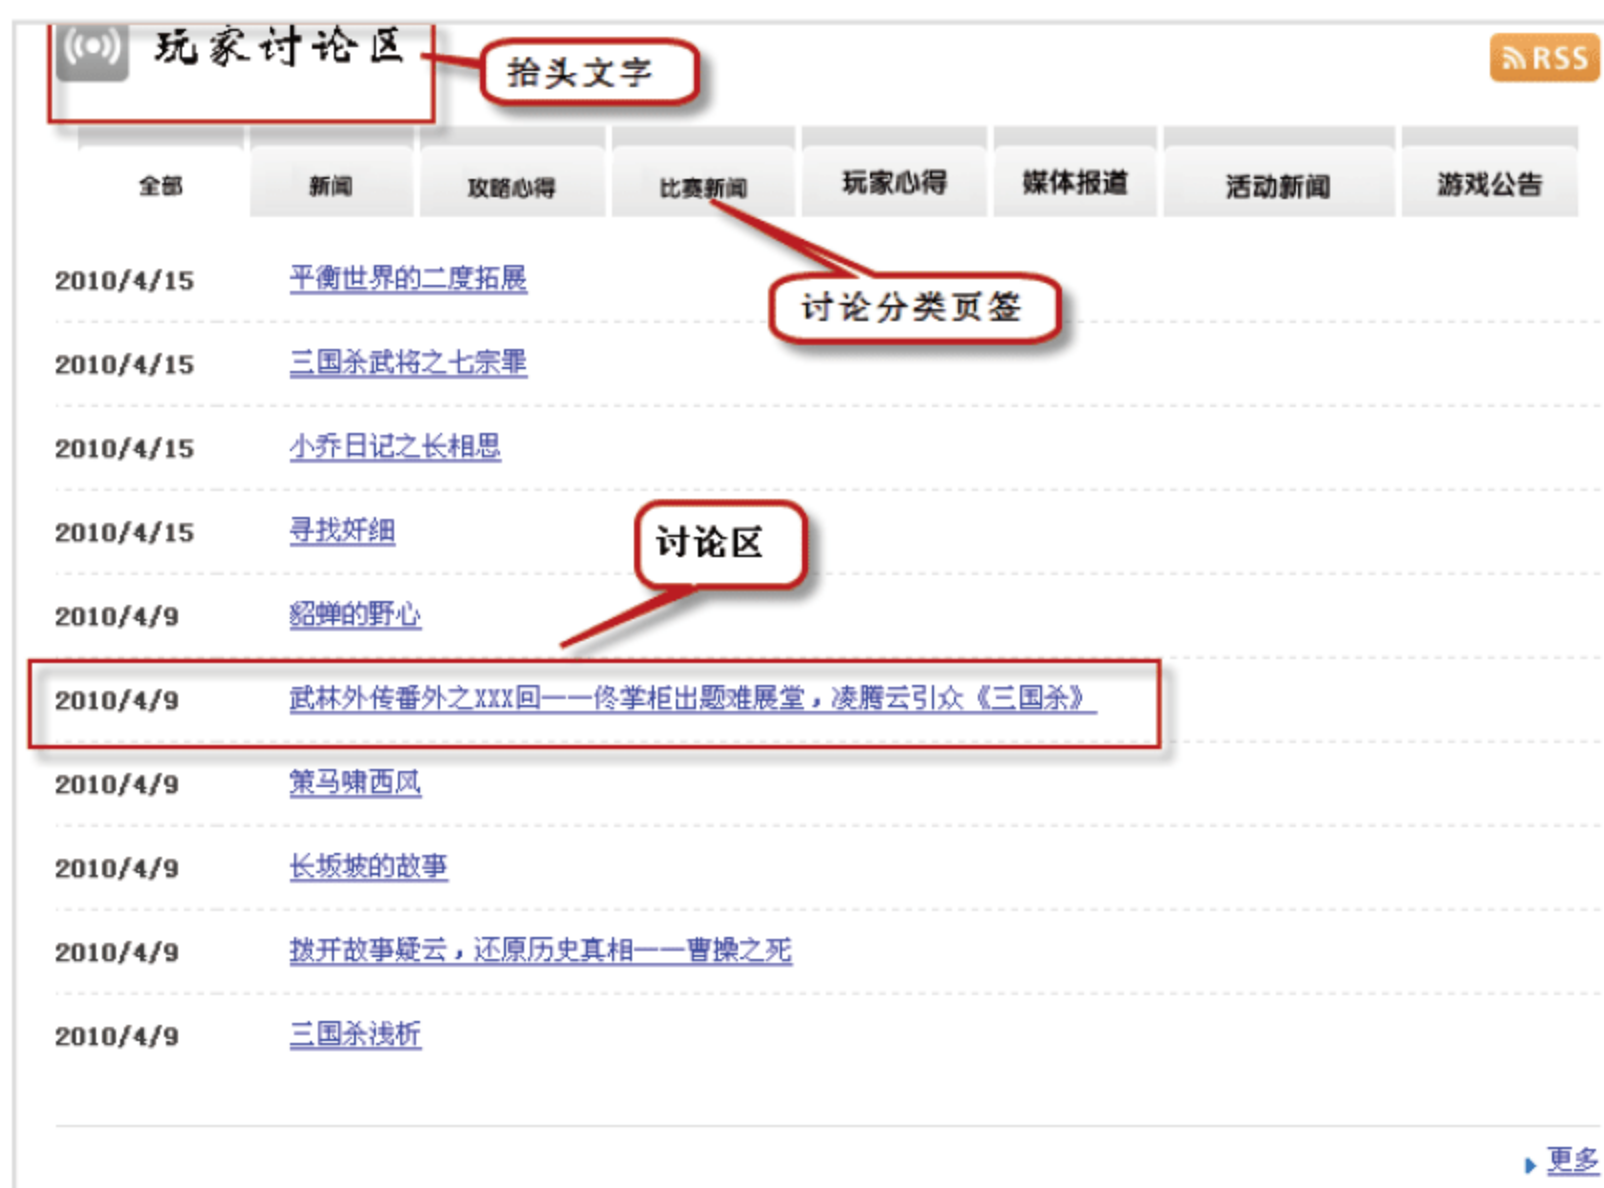 玩家讨论区
抬头文字
RSS
全部 新闻 攻略心得 比赛新闻 玩家心得 媒体报道 活动新闻 游戏公告
2010/4/15 平衡世界的二度拓展
讨论分类页签
2010/4/15 三国杀武将之七宗罪
2010/4/15 小乔日记之长相思
2010/4/15 寻找奸细
讨论区
2010/4/9 貂蝉的野心
2010/4/9 武林外传番外之XXX回——佟掌柜出题难展堂，凌腾云引众《三国杀》
2010/4/9 策马啸西风
2010/4/9 长坂坡的故事
2010/4/9 拨开故事疑云，还原历史真相——曹操之死
2010/4/9 三国杀浅析
更多